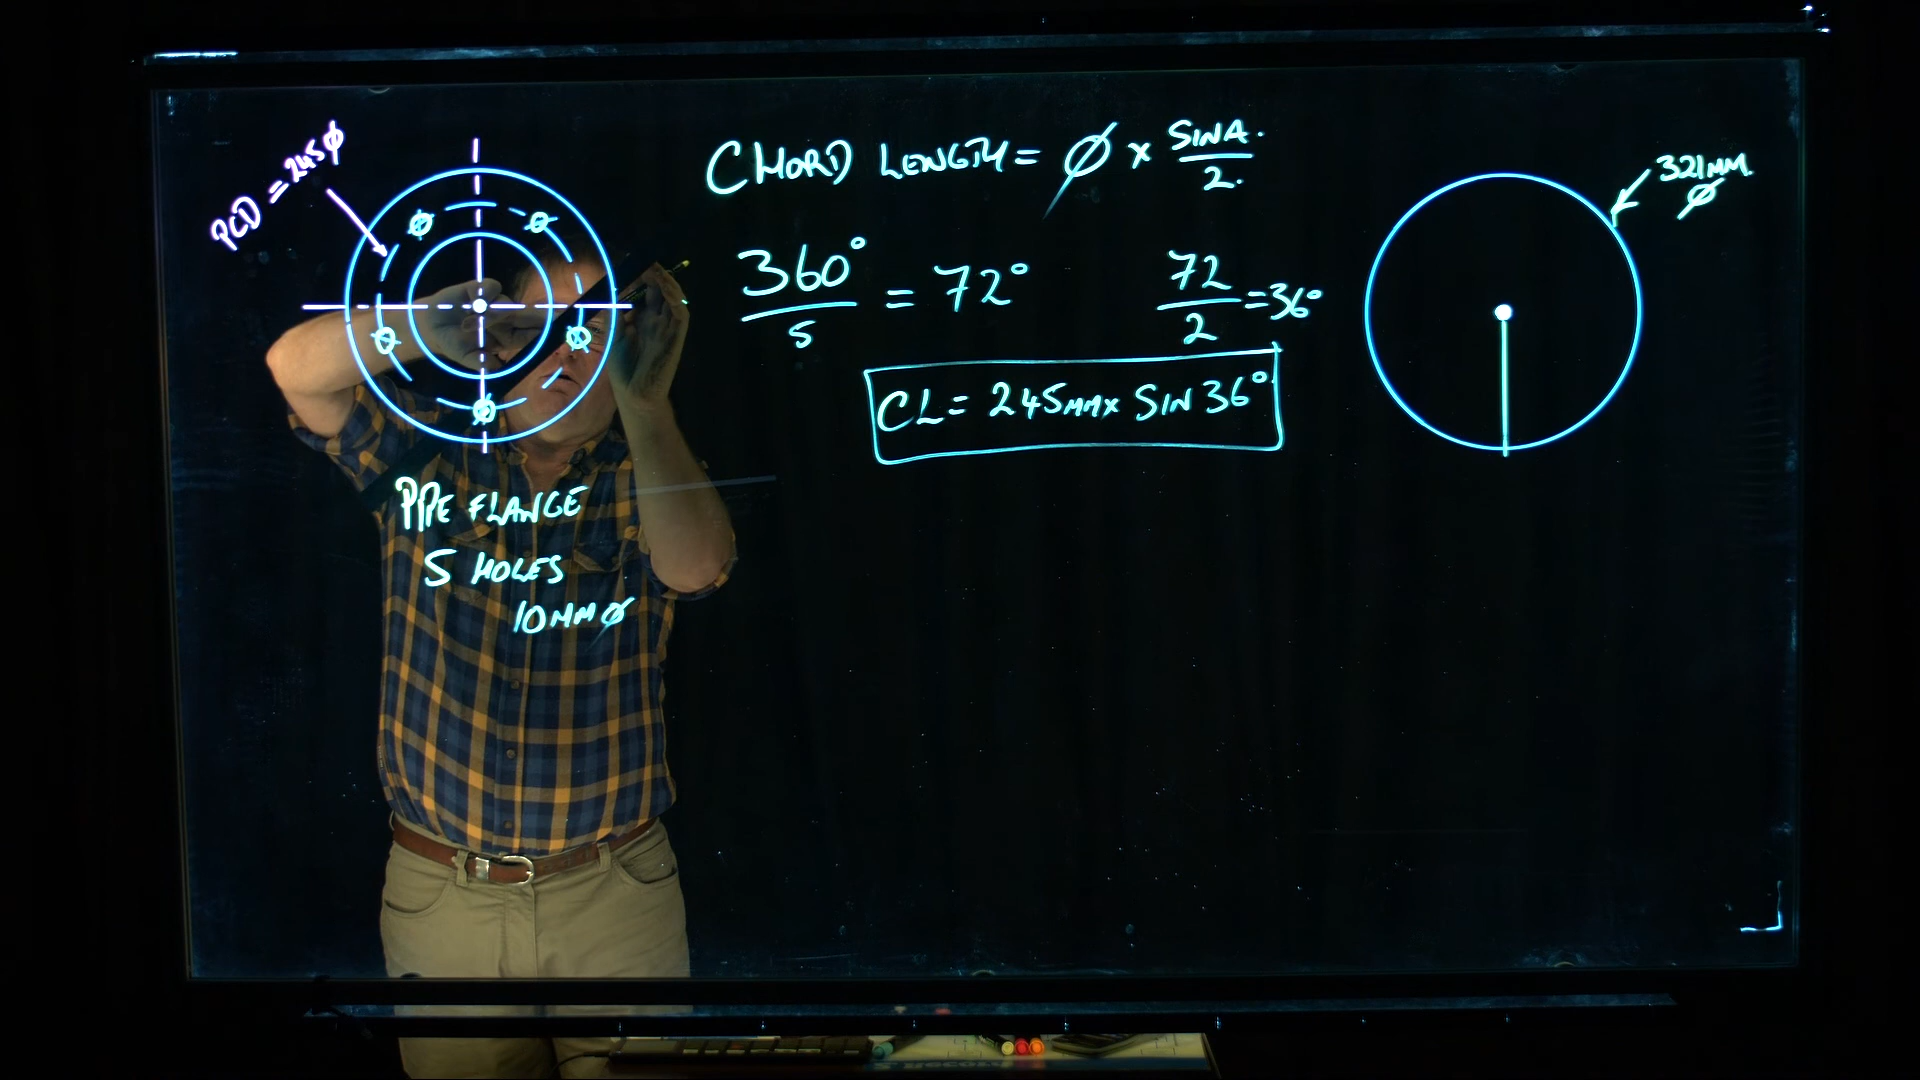 PCD = 245Ø
CHORD LENGTH = Ø × SINA.
2.
321MM.
Ø
360° = 72°
5
72 = 36°
2
CL = 245MM × SIN 36°
PIPE FLANGE
5 HOLES
10MM Ø